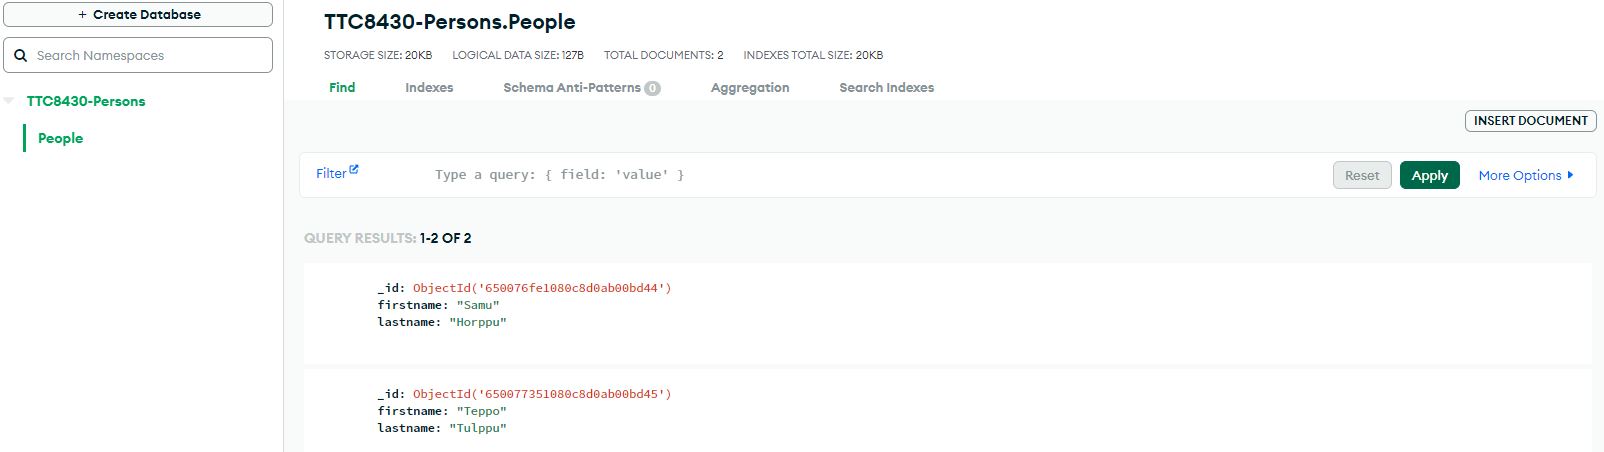 + Create Database
Search Namespaces
TTC8430-Persons
People
TTC8430-Persons.People
STORAGE SIZE: 20KB LOGICAL DATA SIZE: 127B TOTAL DOCUMENTS: 2 INDEXES TOTAL SIZE: 20KB
Find Indexes Schema Anti-Patterns 0 Aggregation Search Indexes
INSERT DOCUMENT
Filter Type a query: { field: 'value' } Reset Apply More Options
QUERY RESULTS: 1-2 OF 2
_id: ObjectId('650076fe1080c8d0ab00bd44')
firstname: "Samu"
lastname: "Horppu"
_id: ObjectId('650077351080c8d0ab00bd45')
firstname: "Teppo"
lastname: "Tulppu"